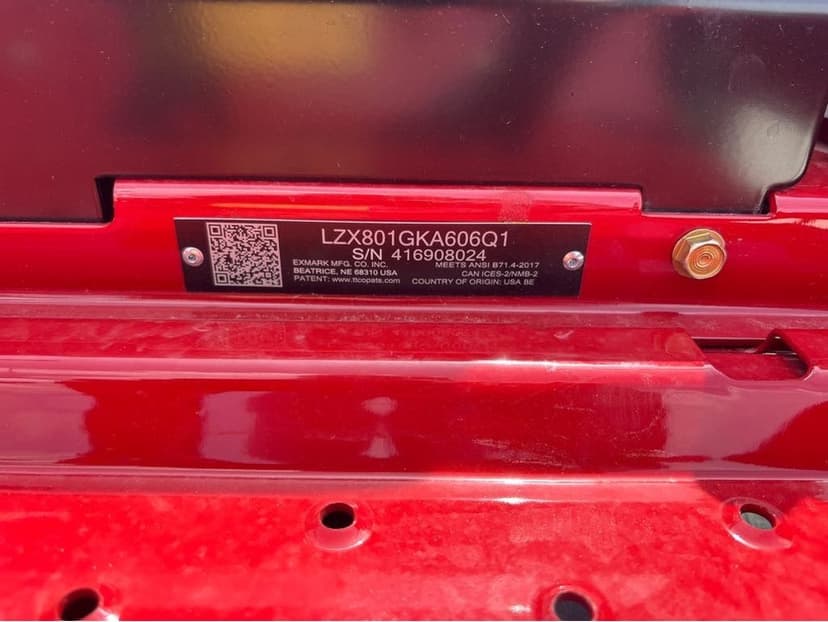 LZX801GKA606Q1
S/N 416908024
EXMARK MFG. CO. INC. MEETS ANSI B71.4-2017
BEATRICE, NE 68310 USA CAN ICES-2/NMB-2
PATENT: www.ttcopats.com COUNTRY OF ORIGIN: USA BE